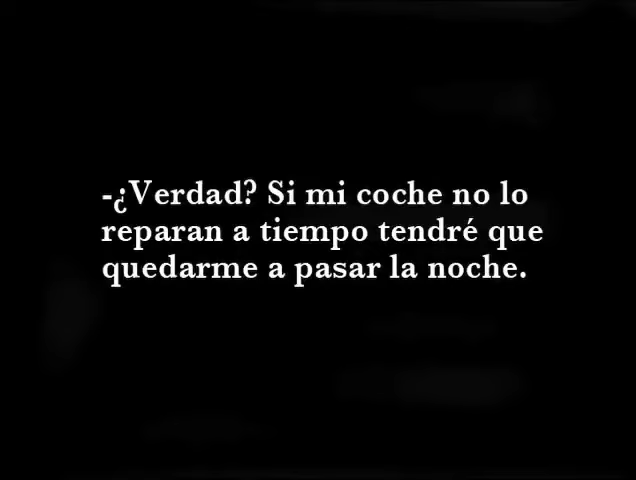 -¿Verdad? Si mi coche no lo
reparan a tiempo tendré que
quedarme a pasar la noche.